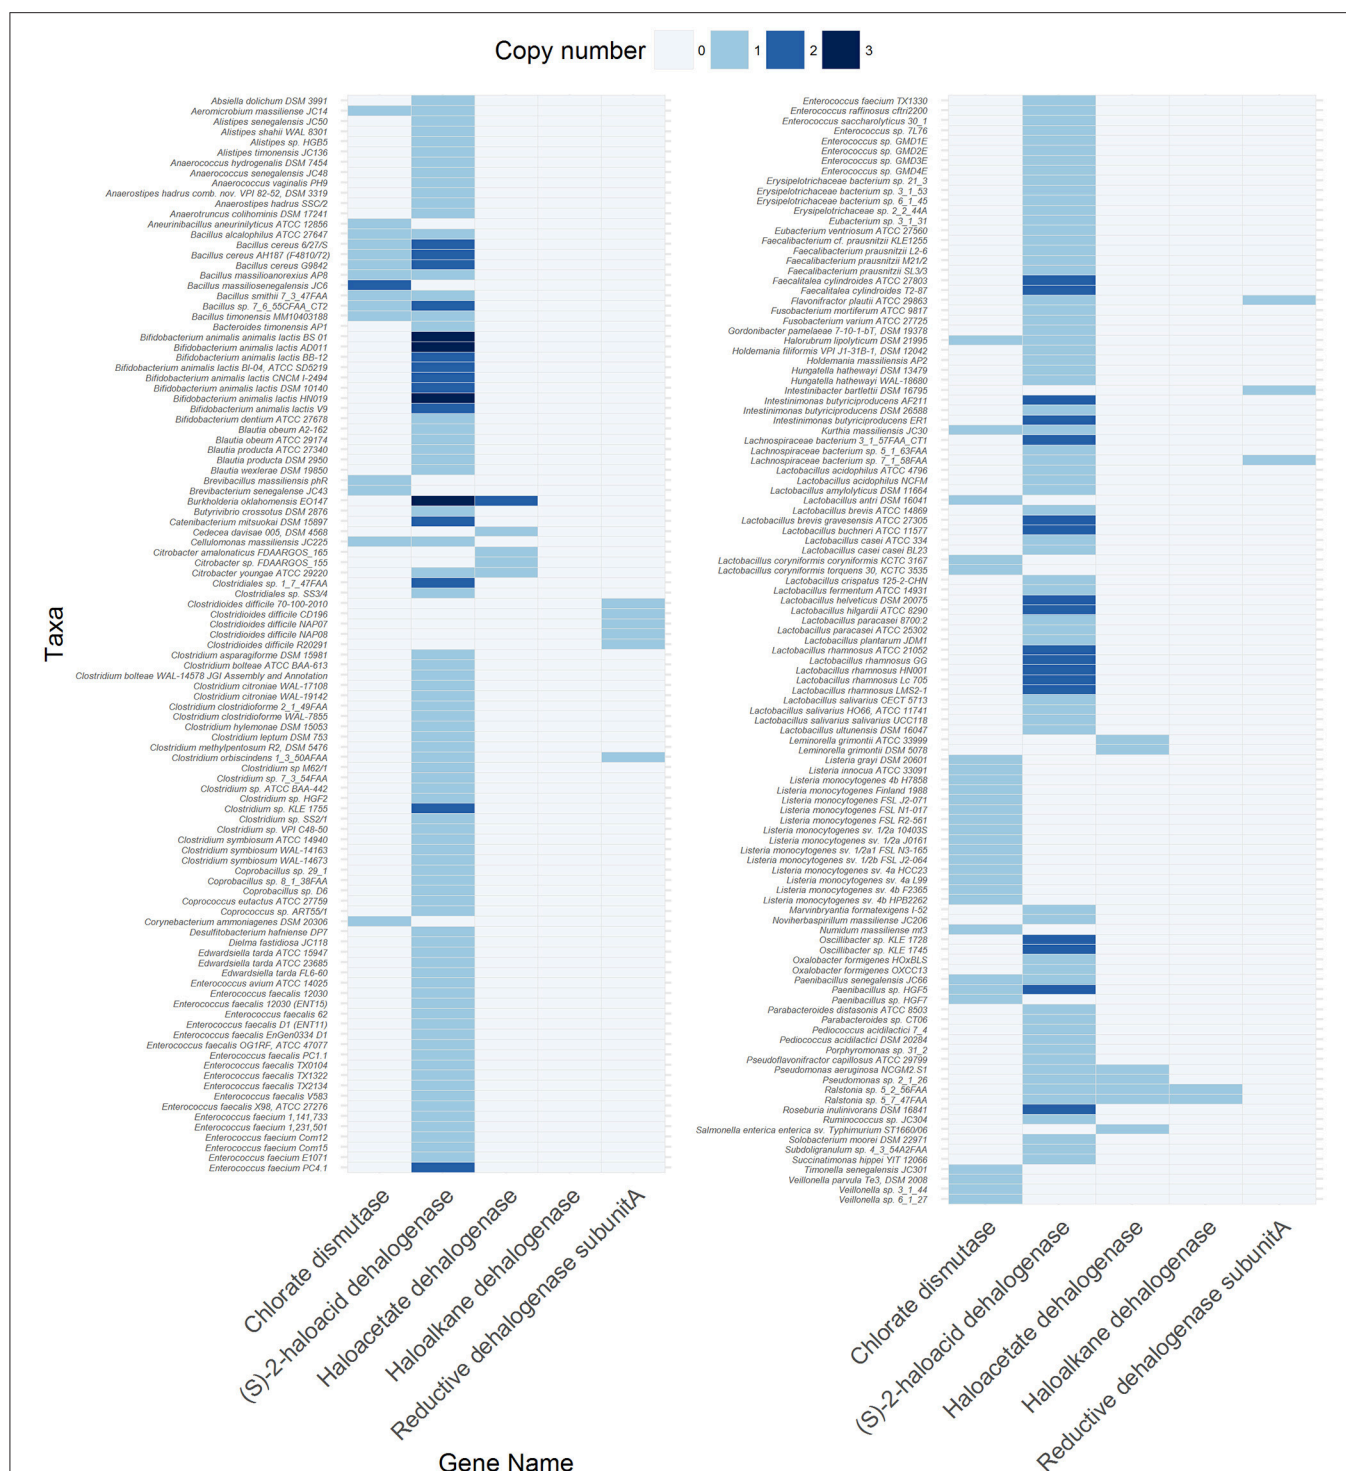 Copy number 0 1 2 3
Taxa
Absiella dolichum DSM 3991
Aeromicrobium massiliense JC14
Alistipes senegalensis JC50
Alistipes shahii WAL 8301
Alistipes sp. HGB5
Alistipes timonensis JC136
Anaerococcus hydrogenalis DSM 7454
Anaerococcus senegalensis JC48
Anaerococcus vaginalis PH9
Anaerostipes hadrus comb. nov. VPI 82-52, DSM 3319
Anaerostipes hadrus SSC/2
Anaerotruncus colihominis DSM 17241
Aneurinibacillus aneurinilyticus ATCC 12856
Bacillus alcalophilus ATCC 27647
Bacillus cereus 6/27/S
Bacillus cereus AH187 (F4810/72)
Bacillus cereus G9842
Bacillus massilioanorexius AP8
Bacillus massiliosenegalensis JC6
Bacillus smithii 7_3_47FAA
Bacillus sp. 7_6_55CFAA_CT2
Bacillus timonensis MM10403188
Bacteroides timonensis AP1
Bifidobacterium animalis animalis lactis BS 01
Bifidobacterium animalis lactis AD011
Bifidobacterium animalis lactis BB-12
Bifidobacterium animalis lactis BI-04, ATCC SD5219
Bifidobacterium animalis lactis CNCM I-2494
Bifidobacterium animalis lactis DSM 10140
Bifidobacterium animalis lactis HN019
Bifidobacterium animalis lactis V9
Bifidobacterium dentium ATCC 27678
Blautia obeum A2-162
Blautia obeum ATCC 29174
Blautia producta ATCC 27340
Blautia producta DSM 2950
Blautia wexlerae DSM 19850
Brevibacillus massiliensis phR
Brevibacterium senegalense JC43
Burkholderia oklahomensis EO147
Butyrivibrio crossotus DSM 2876
Catenibacterium mitsuokai DSM 15897
Cedecea davisae 005, DSM 4568
Cellulomonas massiliensis JC225
Citrobacter amalonaticus FDAARGOS_165
Citrobacter sp. FDAARGOS_155
Citrobacter youngae ATCC 29220
Clostridiales sp. 1_7_47FAA
Clostridiales sp. SS3/4
Clostridioides difficile 70-100-2010
Clostridioides difficile CD196
Clostridioides difficile NAP07
Clostridioides difficile NAP08
Clostridioides difficile R20291
Clostridium asparagiforme DSM 15981
Clostridium bolteae ATCC BAA-613
Clostridium bolteae WAL-14578 JGI Assembly and Annotation
Clostridium citroniae WAL-17108
Clostridium citroniae WAL-19142
Clostridium clostridioforme 2_1_49FAA
Clostridium clostridioforme WAL-7855
Clostridium hylemonae DSM 15053
Clostridium leptum DSM 753
Clostridium methylpentosum R2, DSM 5476
Clostridium orbiscindens 1_3_50AFAA
Clostridium sp M62/1
Clostridium sp. 7_3_54FAA
Clostridium sp. ATCC BAA-442
Clostridium sp. HGF2
Clostridium sp. KLE 1755
Clostridium sp. SS2/1
Clostridium sp. VPI C48-50
Clostridium symbiosum ATCC 14940
Clostridium symbiosum WAL-14163
Clostridium symbiosum WAL-14673
Coprobacillus sp. 29_1
Coprobacillus sp. 8_1_38FAA
Coprobacillus sp. D6
Coprococcus eutactus ATCC 27759
Coprococcus sp. ART55/1
Corynebacterium ammoniagenes DSM 20306
Desulfitobacterium hafniense DP7
Dielma fastidiosa JC118
Edwardsiella tarda ATCC 15947
Edwardsiella tarda ATCC 23685
Edwardsiella tarda FL6-60
Enterococcus avium ATCC 14025
Enterococcus faecalis 12030
Enterococcus faecalis 12030 (ENT15)
Enterococcus faecalis 62
Enterococcus faecalis D1 (ENT11)
Enterococcus faecalis EnGen0334 D1
Enterococcus faecalis OG1RF, ATCC 47077
Enterococcus faecalis PC1.1
Enterococcus faecalis TX0104
Enterococcus faecalis TX1322
Enterococcus faecalis TX2134
Enterococcus faecalis V583
Enterococcus faecalis X98, ATCC 27276
Enterococcus faecium 1,141,733
Enterococcus faecium 1,231,501
Enterococcus faecium Com12
Enterococcus faecium Com15
Enterococcus faecium E1071
Enterococcus faecium PC4.1
Chlorate dismutase
(S)-2-haloacid dehalogenase
Haloacetate dehalogenase
Haloalkane dehalogenase
Reductive dehalogenase subunitA
Enterococcus faecium TX1330
Enterococcus raffinosus cftri2200
Enterococcus saccharolyticus 30_1
Enterococcus sp. 7L76
Enterococcus sp. GMD1E
Enterococcus sp. GMD2E
Enterococcus sp. GMD3E
Enterococcus sp. GMD4E
Erysipelotrichaceae bacterium sp. 21_3
Erysipelotrichaceae bacterium sp. 3_1_53
Erysipelotrichaceae bacterium sp. 6_1_45
Erysipelotrichaceae sp. 2_2_44A
Eubacterium sp. 3_1_31
Eubacterium ventriosum ATCC 27560
Faecalibacterium cf. prausnitzii KLE1255
Faecalibacterium prausnitzii L2-6
Faecalibacterium prausnitzii M21/2
Faecalibacterium prausnitzii SL3/3
Faecalitalea cylindroides ATCC 27803
Faecalitalea cylindroides T2-87
Flavonifractor plautii ATCC 29863
Fusobacterium mortiferum ATCC 9817
Fusobacterium varium ATCC 27725
Gordonibacter pamelaeae 7-10-1-bT, DSM 19378
Halorubrum lipolyticum DSM 21995
Holdemania filiformis VPI J1-31B-1, DSM 12042
Holdemania massiliensis AP2
Hungatella hathewayi DSM 13479
Hungatella hathewayi WAL-18680
Intestinibacter bartlettii DSM 16795
Intestinimonas butyriciproducens AF211
Intestinimonas butyriciproducens DSM 26588
Intestinimonas butyriciproducens ER1
Kurthia massiliensis JC30
Lachnospiraceae bacterium 3_1_57FAA_CT1
Lachnospiraceae bacterium sp. 5_1_63FAA
Lachnospiraceae bacterium sp. 7_1_58FAA
Lactobacillus acidophilus ATCC 4796
Lactobacillus acidophilus NCFM
Lactobacillus amylolyticus DSM 11664
Lactobacillus antri DSM 16041
Lactobacillus brevis ATCC 14869
Lactobacillus brevis gravesensis ATCC 27305
Lactobacillus buchneri ATCC 11577
Lactobacillus casei ATCC 334
Lactobacillus casei casei BL23
Lactobacillus coryniformis coryniformis KCTC 3167
Lactobacillus coryniformis torquens 30, KCTC 3535
Lactobacillus crispatus 125-2-CHN
Lactobacillus fermentum ATCC 14931
Lactobacillus helveticus DSM 20075
Lactobacillus hilgardii ATCC 8290
Lactobacillus paracasei 8700:2
Lactobacillus paracasei ATCC 25302
Lactobacillus plantarum JDM1
Lactobacillus rhamnosus ATCC 21052
Lactobacillus rhamnosus GG
Lactobacillus rhamnosus HN001
Lactobacillus rhamnosus Lc 705
Lactobacillus rhamnosus LMS2-1
Lactobacillus salivarius CECT 5713
Lactobacillus salivarius HO66, ATCC 11741
Lactobacillus salivarius salivarius UCC118
Lactobacillus ultunensis DSM 16047
Leminorella grimontii ATCC 33999
Leminorella grimontii DSM 5078
Listeria grayi DSM 20601
Listeria innocua ATCC 33091
Listeria monocytogenes 4b H7858
Listeria monocytogenes Finland 1988
Listeria monocytogenes FSL J2-071
Listeria monocytogenes FSL N1-017
Listeria monocytogenes FSL R2-561
Listeria monocytogenes sv. 1/2a 10403S
Listeria monocytogenes sv. 1/2a J0161
Listeria monocytogenes sv. 1/2a1 FSL N3-165
Listeria monocytogenes sv. 1/2b FSL J2-064
Listeria monocytogenes sv. 4a HCC23
Listeria monocytogenes sv. 4a L99
Listeria monocytogenes sv. 4b F2365
Listeria monocytogenes sv. 4b HPB2262
Marvinbryantia formatexigens I-52
Noviherbaspirillum massiliense JC206
Numidum massiliense mt3
Oscillibacter sp. KLE 1728
Oscillibacter sp. KLE 1745
Oxalobacter formigenes HOxBLS
Oxalobacter formigenes OXCC13
Paenibacillus senegalensis JC66
Paenibacillus sp. HGF5
Paenibacillus sp. HGF7
Parabacteroides distasonis ATCC 8503
Parabacteroides sp. CT06
Pediococcus acidilactici 7_4
Pediococcus acidilactici DSM 20284
Porphyromonas sp. 31_2
Pseudoflavonifractor capillosus ATCC 29799
Pseudomonas aeruginosa NCGM2.S1
Pseudomonas sp. 2_1_26
Ralstonia sp. 5_2_56FAA
Ralstonia sp. 5_7_47FAA
Roseburia inulinivorans DSM 16841
Ruminococcus sp. JC304
Salmonella enterica enterica sv. Typhimurium ST1660/06
Solobacterium moorei DSM 22971
Subdoligranulum sp. 4_3_54A2FAA
Succinatimonas hippei YIT 12066
Timonella senegalensis JC301
Veillonella parvula Te3, DSM 2008
Veillonella sp. 3_1_44
Veillonella sp. 6_1_27
Chlorate dismutase
(S)-2-haloacid dehalogenase
Haloacetate dehalogenase
Haloalkane dehalogenase
Reductive dehalogenase subunitA
Gene Name